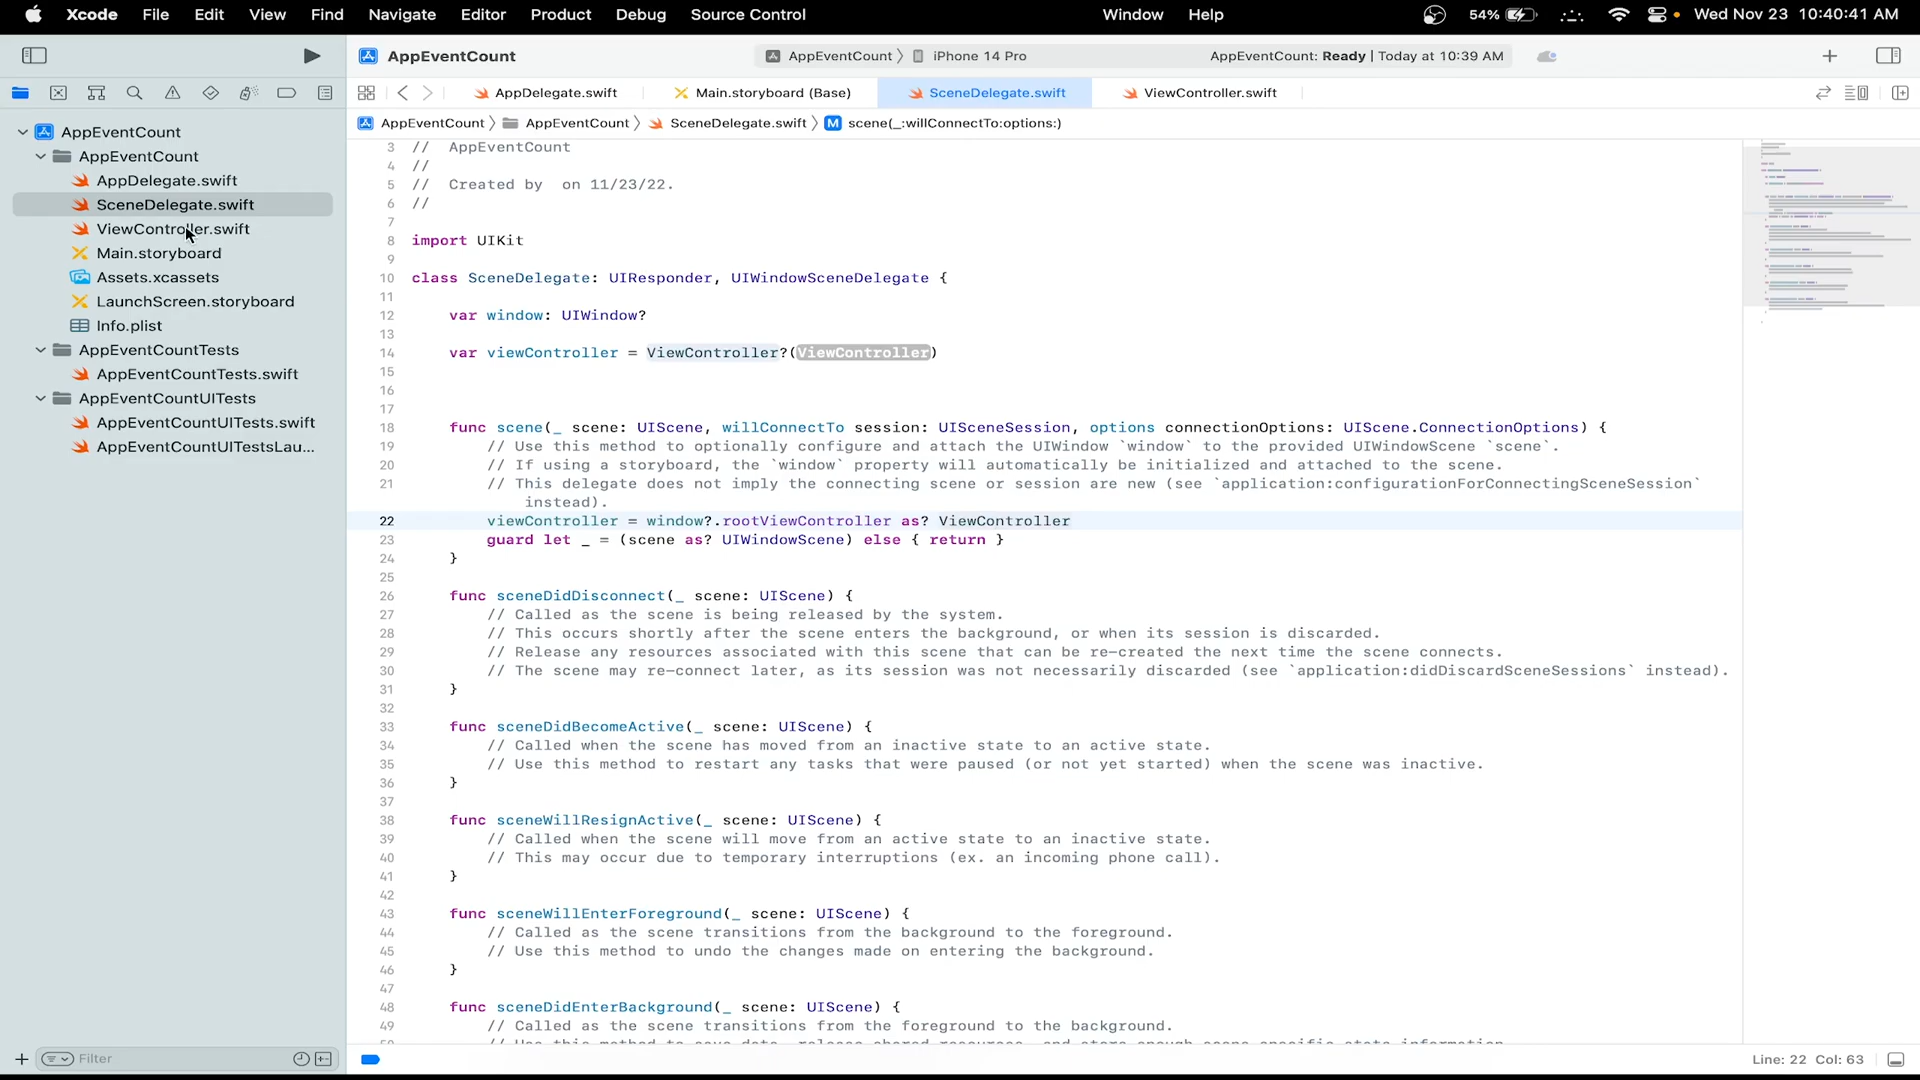 Xcode File Edit View Find Navigate Editor Product Debug Source Control Window Help 54% Wed Nov 23 10:40:41 AM
AppEventCount AppEventCount 〉 iPhone 14 Pro AppEventCount: Ready | Today at 10:39 AM
AppDelegate.swift Main.storyboard (Base) SceneDelegate.swift ViewController.swift
AppEventCount 〉 AppEventCount 〉 SceneDelegate.swift 〉 M scene(_:willConnectTo:options:)
AppEventCount
AppEventCount
AppDelegate.swift
SceneDelegate.swift
ViewController.swift
Main.storyboard
Assets.xcassets
LaunchScreen.storyboard
Info.plist
AppEventCountTests
AppEventCountTests.swift
AppEventCountUITests
AppEventCountUITests.swift
AppEventCountUITestsLau...
Filter
3 //  AppEventCount
4 //
5 //  Created by  on 11/23/22.
6 //
7
8 import UIKit
9
10 class SceneDelegate: UIResponder, UIWindowSceneDelegate {
11
12     var window: UIWindow?
13
14     var viewController = ViewController?(ViewController)
15
16
17
18     func scene(_ scene: UIScene, willConnectTo session: UISceneSession, options connectionOptions: UIScene.ConnectionOptions) {
19         // Use this method to optionally configure and attach the UIWindow `window` to the provided UIWindowScene `scene`.
20         // If using a storyboard, the `window` property will automatically be initialized and attached to the scene.
21         // This delegate does not imply the connecting scene or session are new (see `application:configurationForConnectingSceneSession`
instead).
22         viewController = window?.rootViewController as? ViewController
23         guard let _ = (scene as? UIWindowScene) else { return }
24     }
25
26     func sceneDidDisconnect(_ scene: UIScene) {
27         // Called as the scene is being released by the system.
28         // This occurs shortly after the scene enters the background, or when its session is discarded.
29         // Release any resources associated with this scene that can be re-created the next time the scene connects.
30         // The scene may re-connect later, as its session was not necessarily discarded (see `application:didDiscardSceneSessions` instead).
31     }
32
33     func sceneDidBecomeActive(_ scene: UIScene) {
34         // Called when the scene has moved from an inactive state to an active state.
35         // Use this method to restart any tasks that were paused (or not yet started) when the scene was inactive.
36     }
37
38     func sceneWillResignActive(_ scene: UIScene) {
39         // Called when the scene will move from an active state to an inactive state.
40         // This may occur due to temporary interruptions (ex. an incoming phone call).
41     }
42
43     func sceneWillEnterForeground(_ scene: UIScene) {
44         // Called as the scene transitions from the background to the foreground.
45         // Use this method to undo the changes made on entering the background.
46     }
47
48     func sceneDidEnterBackground(_ scene: UIScene) {
49         // Called as the scene transitions from the foreground to the background.
Line: 22 Col: 63